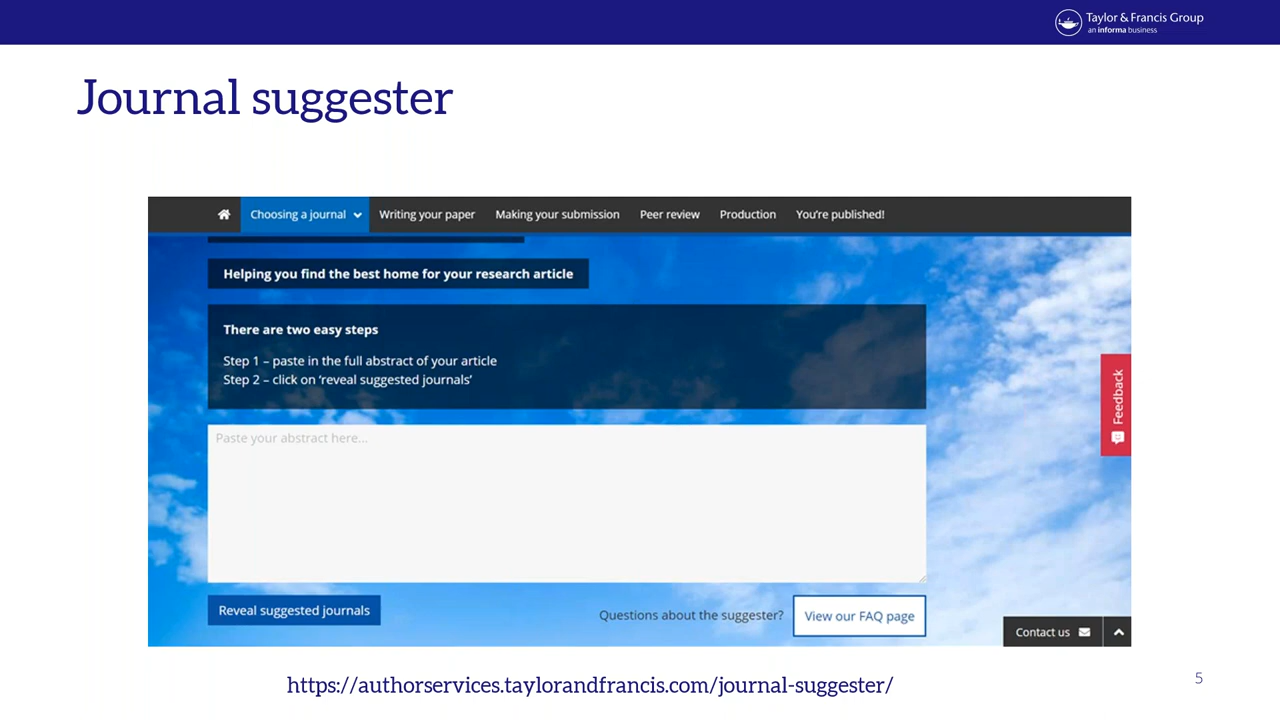 Taylor & Francis Group
an informa business
Journal suggester
Choosing a journal
Writing your paper
Making your submission
Peer review
Production
You're published!
Helping you find the best home for your research article
There are two easy steps
Step 1 – paste in the full abstract of your article
Step 2 – click on ‘reveal suggested journals’
Feedback
Paste your abstract here...
Reveal suggested journals
Questions about the suggester?
View our FAQ page
Contact us
https://authorservices.taylorandfrancis.com/journal-suggester/
5